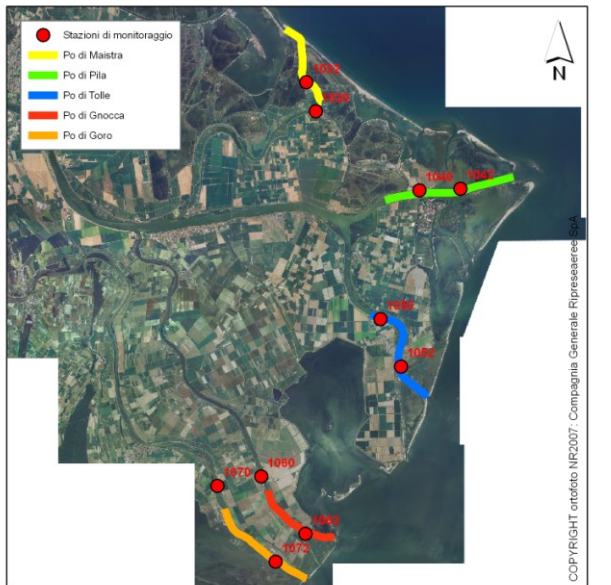 Stazioni di monitoraggio
Po di Maistra
Po di Pila
Po di Tolle
Po di Gnocca
Po di Goro
N
1032
1040
1052
1070
1060
1072
COPYRIGHT ortofoto NR2007: Compagnia Generale Ripreseaeree SpA